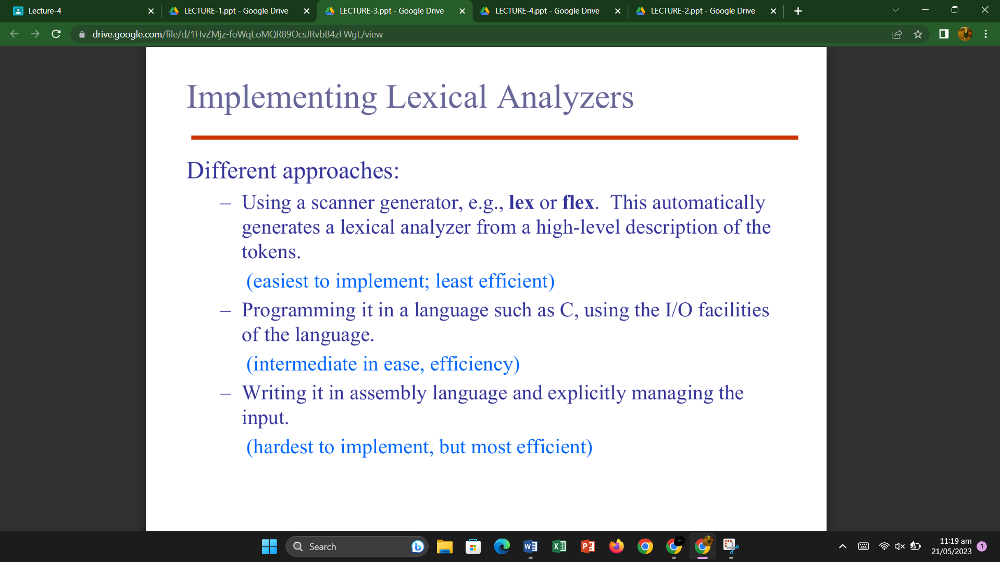 Lecture-4
LECTURE-1.ppt - Google Drive
LECTURE-3.ppt - Google Drive
LECTURE-4.ppt - Google Drive
LECTURE-2.ppt - Google Drive
drive.google.com/file/d/1HvZMjz-foWqEoMQR89OcsJRvbB4zFWgL/view
Implementing Lexical Analyzers
Different approaches:
– Using a scanner generator, e.g., lex or flex. This automatically
generates a lexical analyzer from a high-level description of the
tokens.
(easiest to implement; least efficient)
– Programming it in a language such as C, using the I/O facilities
of the language.
(intermediate in ease, efficiency)
– Writing it in assembly language and explicitly managing the
input.
(hardest to implement, but most efficient)
Search
11:19 am
21/05/2023
1